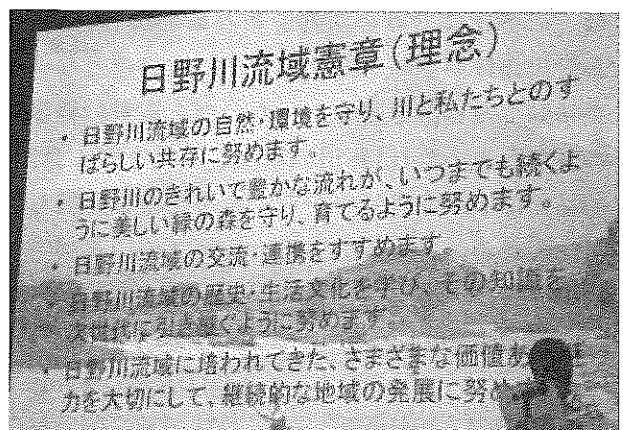 日野川流域憲章(理念)
・日野川流域の自然・環境を守り、川と私たちとのす
ばらしい共存に努めます。
・日野川のきれいで豊かな流れが、いつまでも続くよ
うに美しい緑の森を守り、育てるように努めます。
・日野川流域の交流・連携をすすめます。
・日野川流域の歴史・生活文化を学び、その知識を
次世代に引き継ぐように努めます。
・日野川流域に培われてきた、さまざまな価値
力を大切にして、継続的な地域の発展に努め